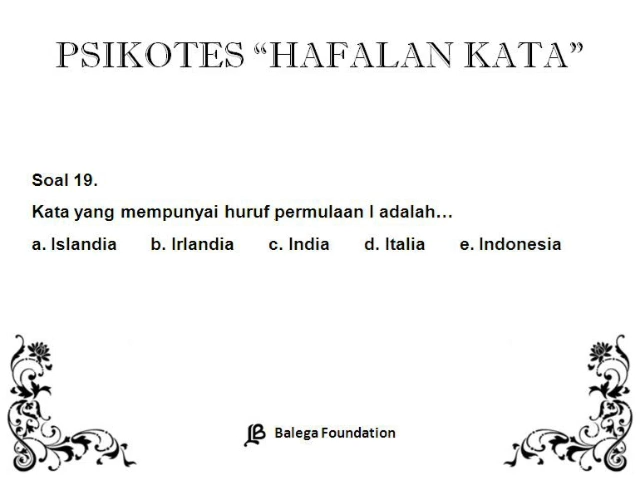 PSIKOTES “HAFALAN KATA”
Soal 19.
Kata yang mempunyai huruf permulaan I adalah…
a. Islandia b. Irlandia c. India d. Italia e. Indonesia
Balega Foundation